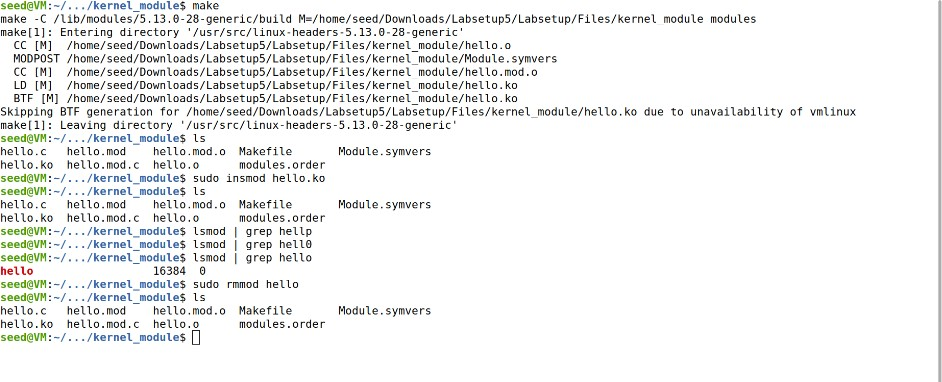 seed@VM:~/.../kernel_module$ make
make -C /lib/modules/5.13.0-28-generic/build M=/home/seed/Downloads/Labsetup5/Labsetup/Files/kernel_module modules
make[1]: Entering directory '/usr/src/linux-headers-5.13.0-28-generic'
  CC [M]  /home/seed/Downloads/Labsetup5/Labsetup/Files/kernel_module/hello.o
  MODPOST /home/seed/Downloads/Labsetup5/Labsetup/Files/kernel_module/Module.symvers
  CC [M]  /home/seed/Downloads/Labsetup5/Labsetup/Files/kernel_module/hello.mod.o
  LD [M]  /home/seed/Downloads/Labsetup5/Labsetup/Files/kernel_module/hello.ko
  BTF [M] /home/seed/Downloads/Labsetup5/Labsetup/Files/kernel_module/hello.ko
Skipping BTF generation for /home/seed/Downloads/Labsetup5/Labsetup/Files/kernel_module/hello.ko due to unavailability of vmlinux
make[1]: Leaving directory '/usr/src/linux-headers-5.13.0-28-generic'
seed@VM:~/.../kernel_module$ ls
hello.c   hello.mod    hello.mod.o  Makefile       Module.symvers
hello.ko  hello.mod.c  hello.o      modules.order
seed@VM:~/.../kernel_module$ sudo insmod hello.ko
seed@VM:~/.../kernel_module$ ls
hello.c   hello.mod    hello.mod.o  Makefile       Module.symvers
hello.ko  hello.mod.c  hello.o      modules.order
seed@VM:~/.../kernel_module$ lsmod | grep hellp
seed@VM:~/.../kernel_module$ lsmod | grep hell0
seed@VM:~/.../kernel_module$ lsmod | grep hello
hello                  16384  0
seed@VM:~/.../kernel_module$ sudo rmmod hello
seed@VM:~/.../kernel_module$ ls
hello.c   hello.mod    hello.mod.o  Makefile       Module.symvers
hello.ko  hello.mod.c  hello.o      modules.order
seed@VM:~/.../kernel_module$